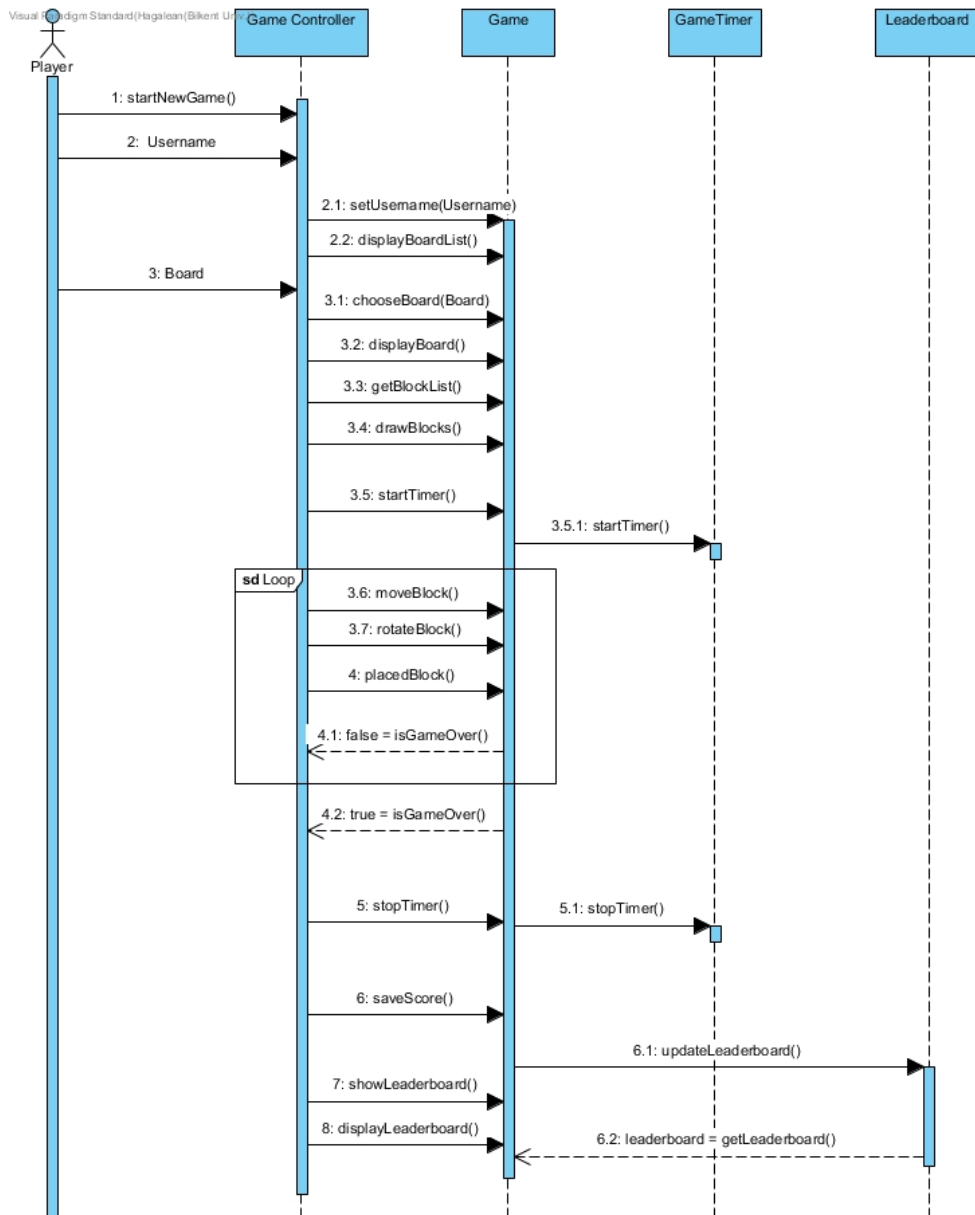 Visual Paradigm Standard(Hagalean(Bilkent Univ.
Game Controller
Game
GameTimer
Leaderboard
Player
1: startNewGame()
2: Username
2.1: setUsername(Username)
2.2: displayBoardList()
3: Board
3.1: chooseBoard(Board)
3.2: displayBoard()
3.3: getBlockList()
3.4: drawBlocks()
3.5: startTimer()
3.5.1: startTimer()
sd Loop
3.6: moveBlock()
3.7: rotateBlock()
4: placedBlock()
4.1: false = isGameOver()
4.2: true = isGameOver()
5: stopTimer()
5.1: stopTimer()
6: saveScore()
6.1: updateLeaderboard()
7: showLeaderboard()
8: displayLeaderboard()
6.2: leaderboard = getLeaderboard()